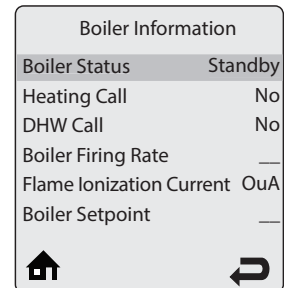 Boiler Information
Boiler Status Standby
Heating Call No
DHW Call No
Boiler Firing Rate __
Flame Ionization Current OuA
Boiler Setpoint __